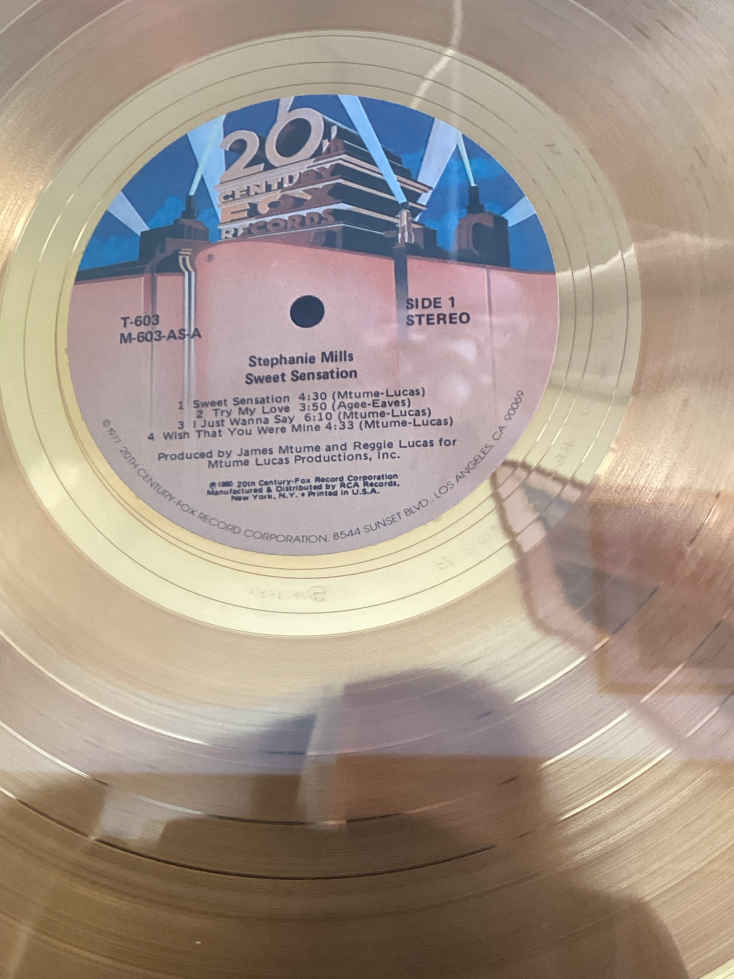 20
CENTURY
FOX
RECORDS
T-603
M-603-AS-A
SIDE 1
STEREO
Stephanie Mills
Sweet Sensation
1 Sweet Sensation 4:30 (Mtume-Lucas)
2 Try My Love 3:50 (Agee-Eaves)
3 I Just Wanna Say 6:10 (Mtume-Lucas)
4 Wish That You Were Mine 4:33 (Mtume-Lucas)
Produced by James Mtume and Reggie Lucas for
Mtume Lucas Productions, Inc.
℗ 1980 20th Century-Fox Record Corporation
Manufactured & Distributed by RCA Records,
New York, N.Y. • Printed in U.S.A.
© 1977, 20TH CENTURY-FOX RECORD CORPORATION, 8544 SUNSET BLVD., LOS ANGELES, CA. 90069